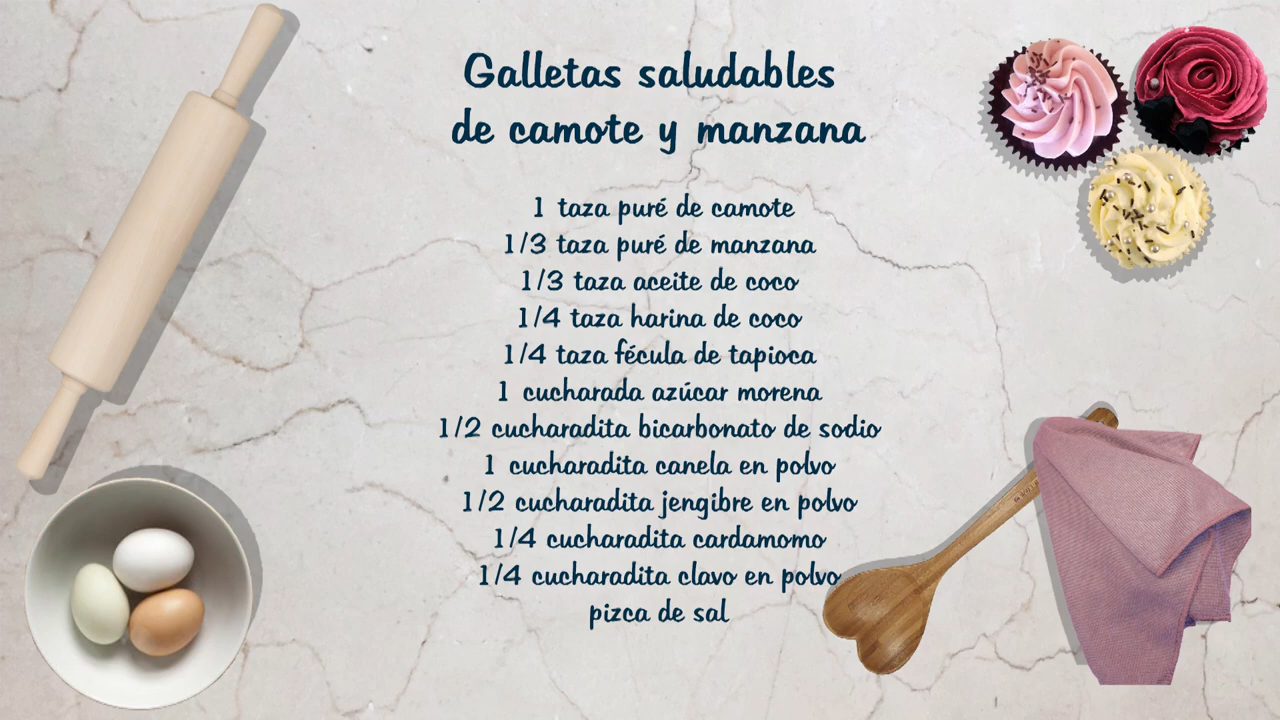 Galletas saludables
de camote y manzana
1 taza puré de camote
1/3 taza puré de manzana
1/3 taza aceite de coco
1/4 taza harina de coco
1/4 taza fécula de tapioca
1 cucharada azúcar morena
1/2 cucharadita bicarbonato de sodio
1 cucharadita canela en polvo
1/2 cucharadita jengibre en polvo
1/4 cucharadita cardamomo
1/4 cucharadita clavo en polvo
pizca de sal